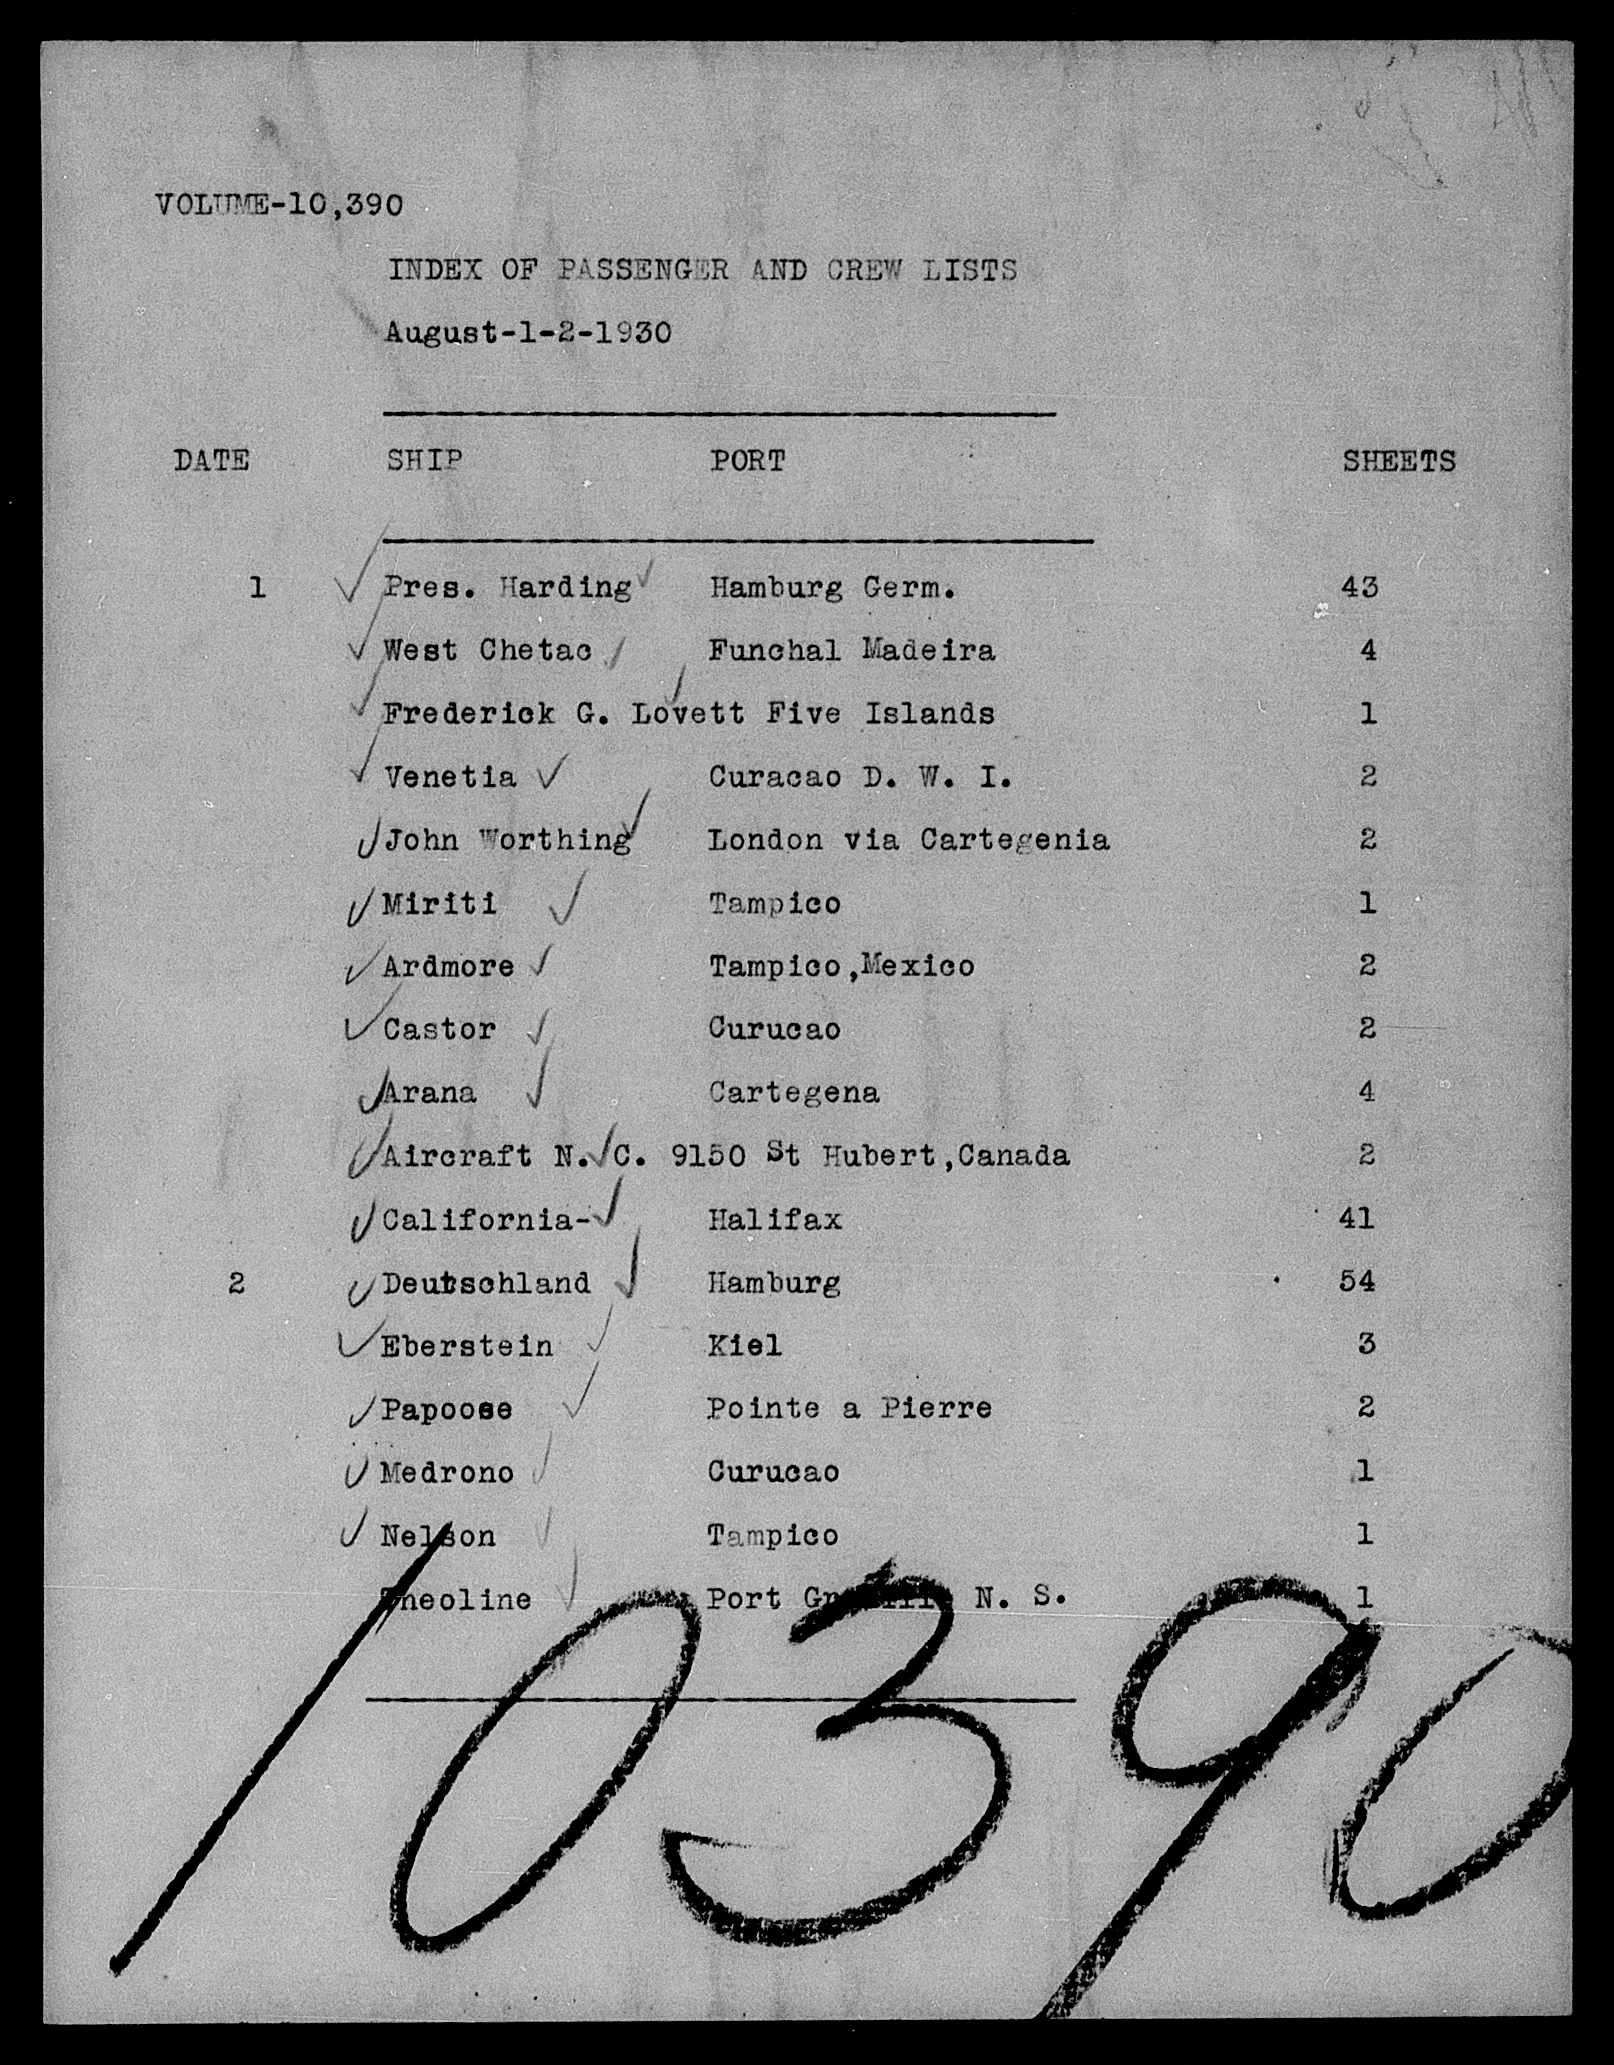 VOLUME-10,390
INDEX OF PASSENGER AND CREW LISTS
August-1-2-1930
DATE SHIP PORT SHEETS
1 Pres. Harding Hamburg Germ. 43
West Chetac Funchal Madeira 4
Frederick G. Lovett Five Islands 1
Venetia Curacao D. W. I. 2
John Worthing London via Cartegenia 2
Miriti Tampico 1
Ardmore Tampico,Mexico 2
Castor Curucao 2
Arana Cartegena 4
Aircraft N. C. 9150 St Hubert,Canada 2
California- Halifax 41
2 Deutschland Hamburg 54
Eberstein Kiel 3
Papoose Pointe a Pierre 2
Medrono Curucao 1
Nelson Tampico 1
Theoline Port N. S. 1
10390